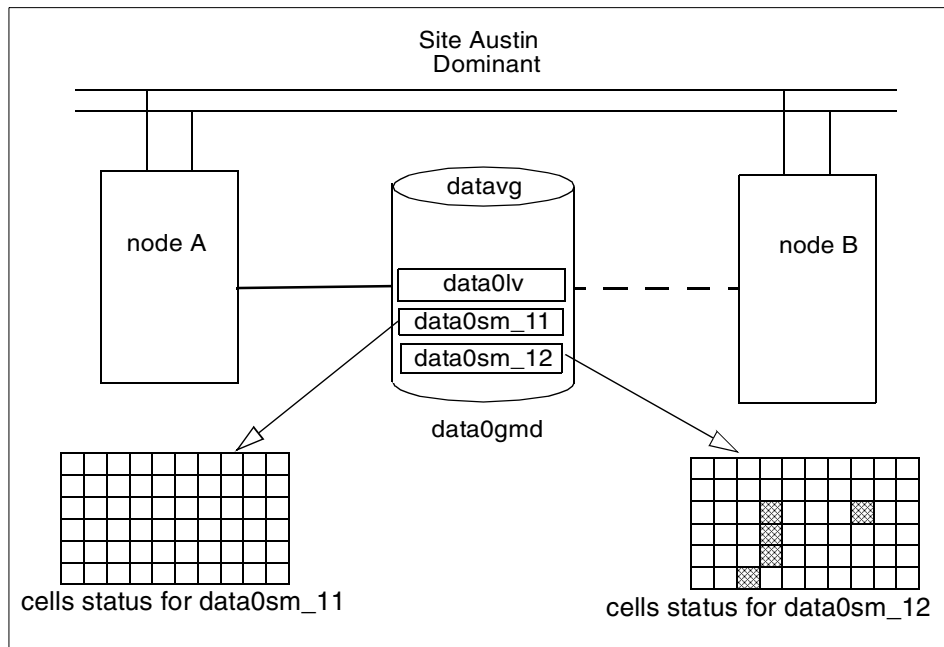 Site Austin
Dominant
datavg
node A
node B
data0lv
data0sm_11
data0sm_12
data0gmd
cells status for data0sm_11
cells status for data0sm_12